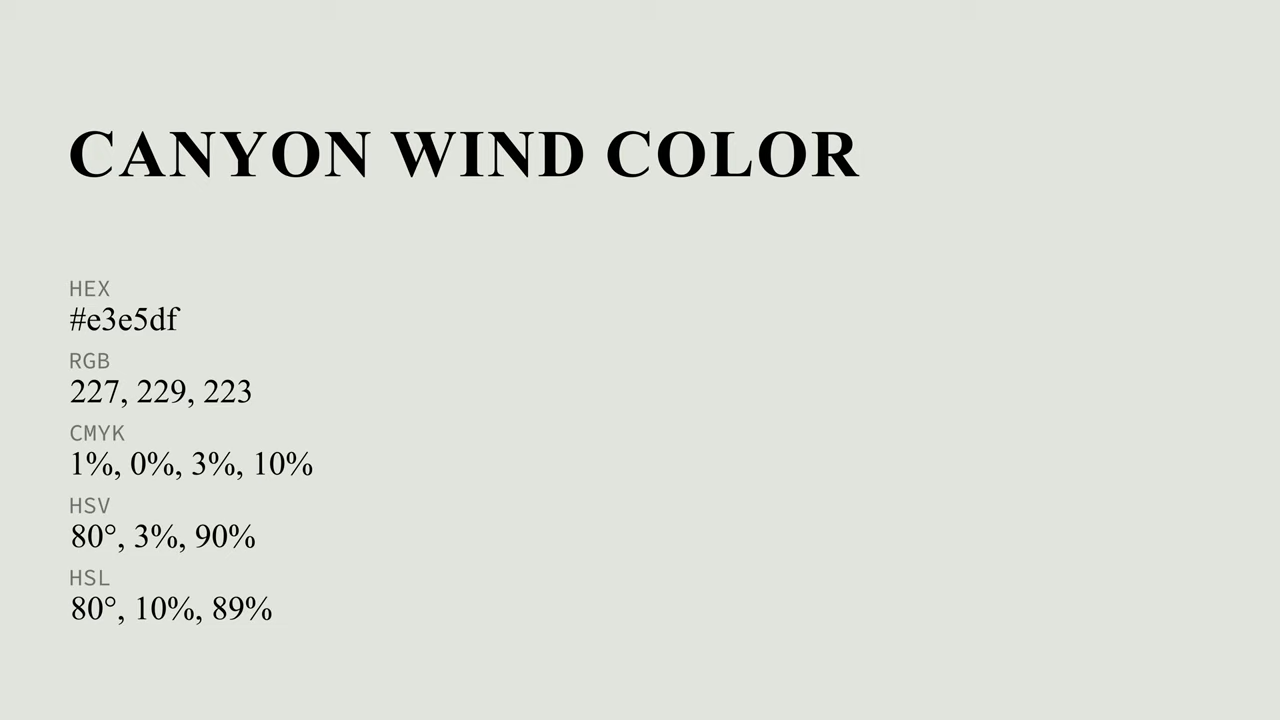 CANYON WIND COLOR
HEX
#e3e5df
RGB
227, 229, 223
CMYK
1%, 0%, 3%, 10%
HSV
80°, 3%, 90%
HSL
80°, 10%, 89%